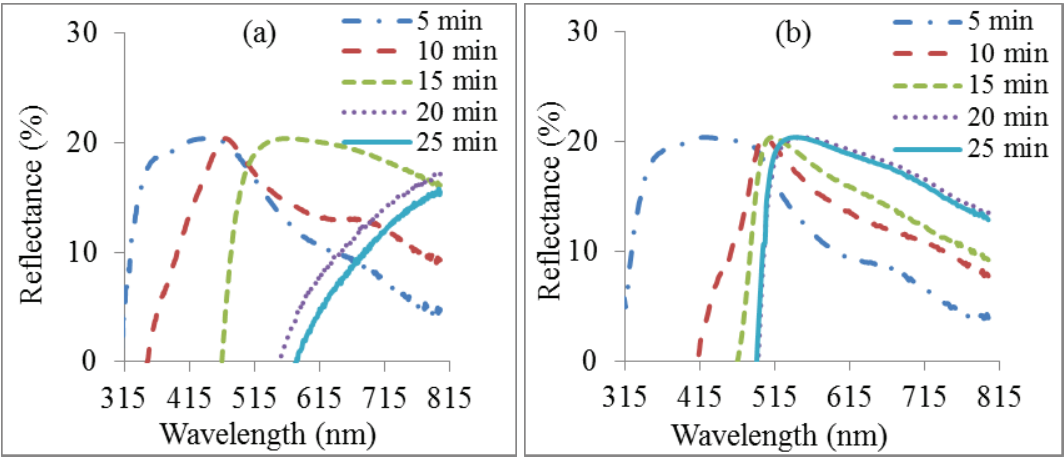 (a)
5 min
10 min
15 min
20 min
25 min
Reflectance (%)
30
20
10
0
315 415 515 615 715 815
Wavelength (nm)
(b)
5 min
10 min
15 min
20 min
25 min
Reflectance (%)
30
20
10
0
315 415 515 615 715 815
Wavelength (nm)